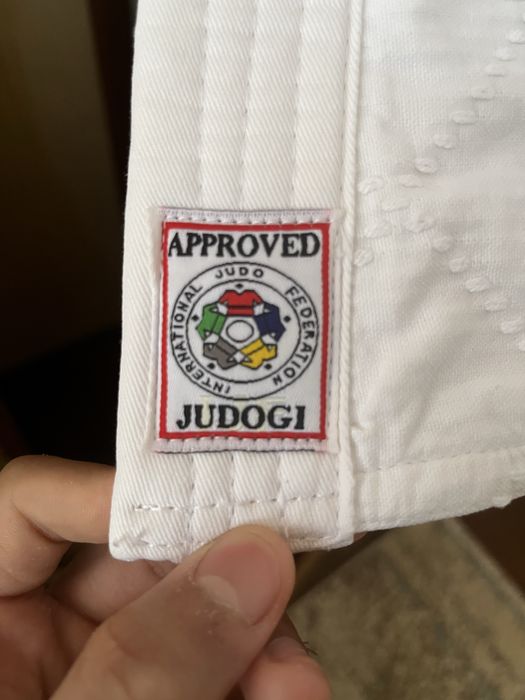 APPROVED
INTERNATIONAL JUDO FEDERATION
JUDOGI